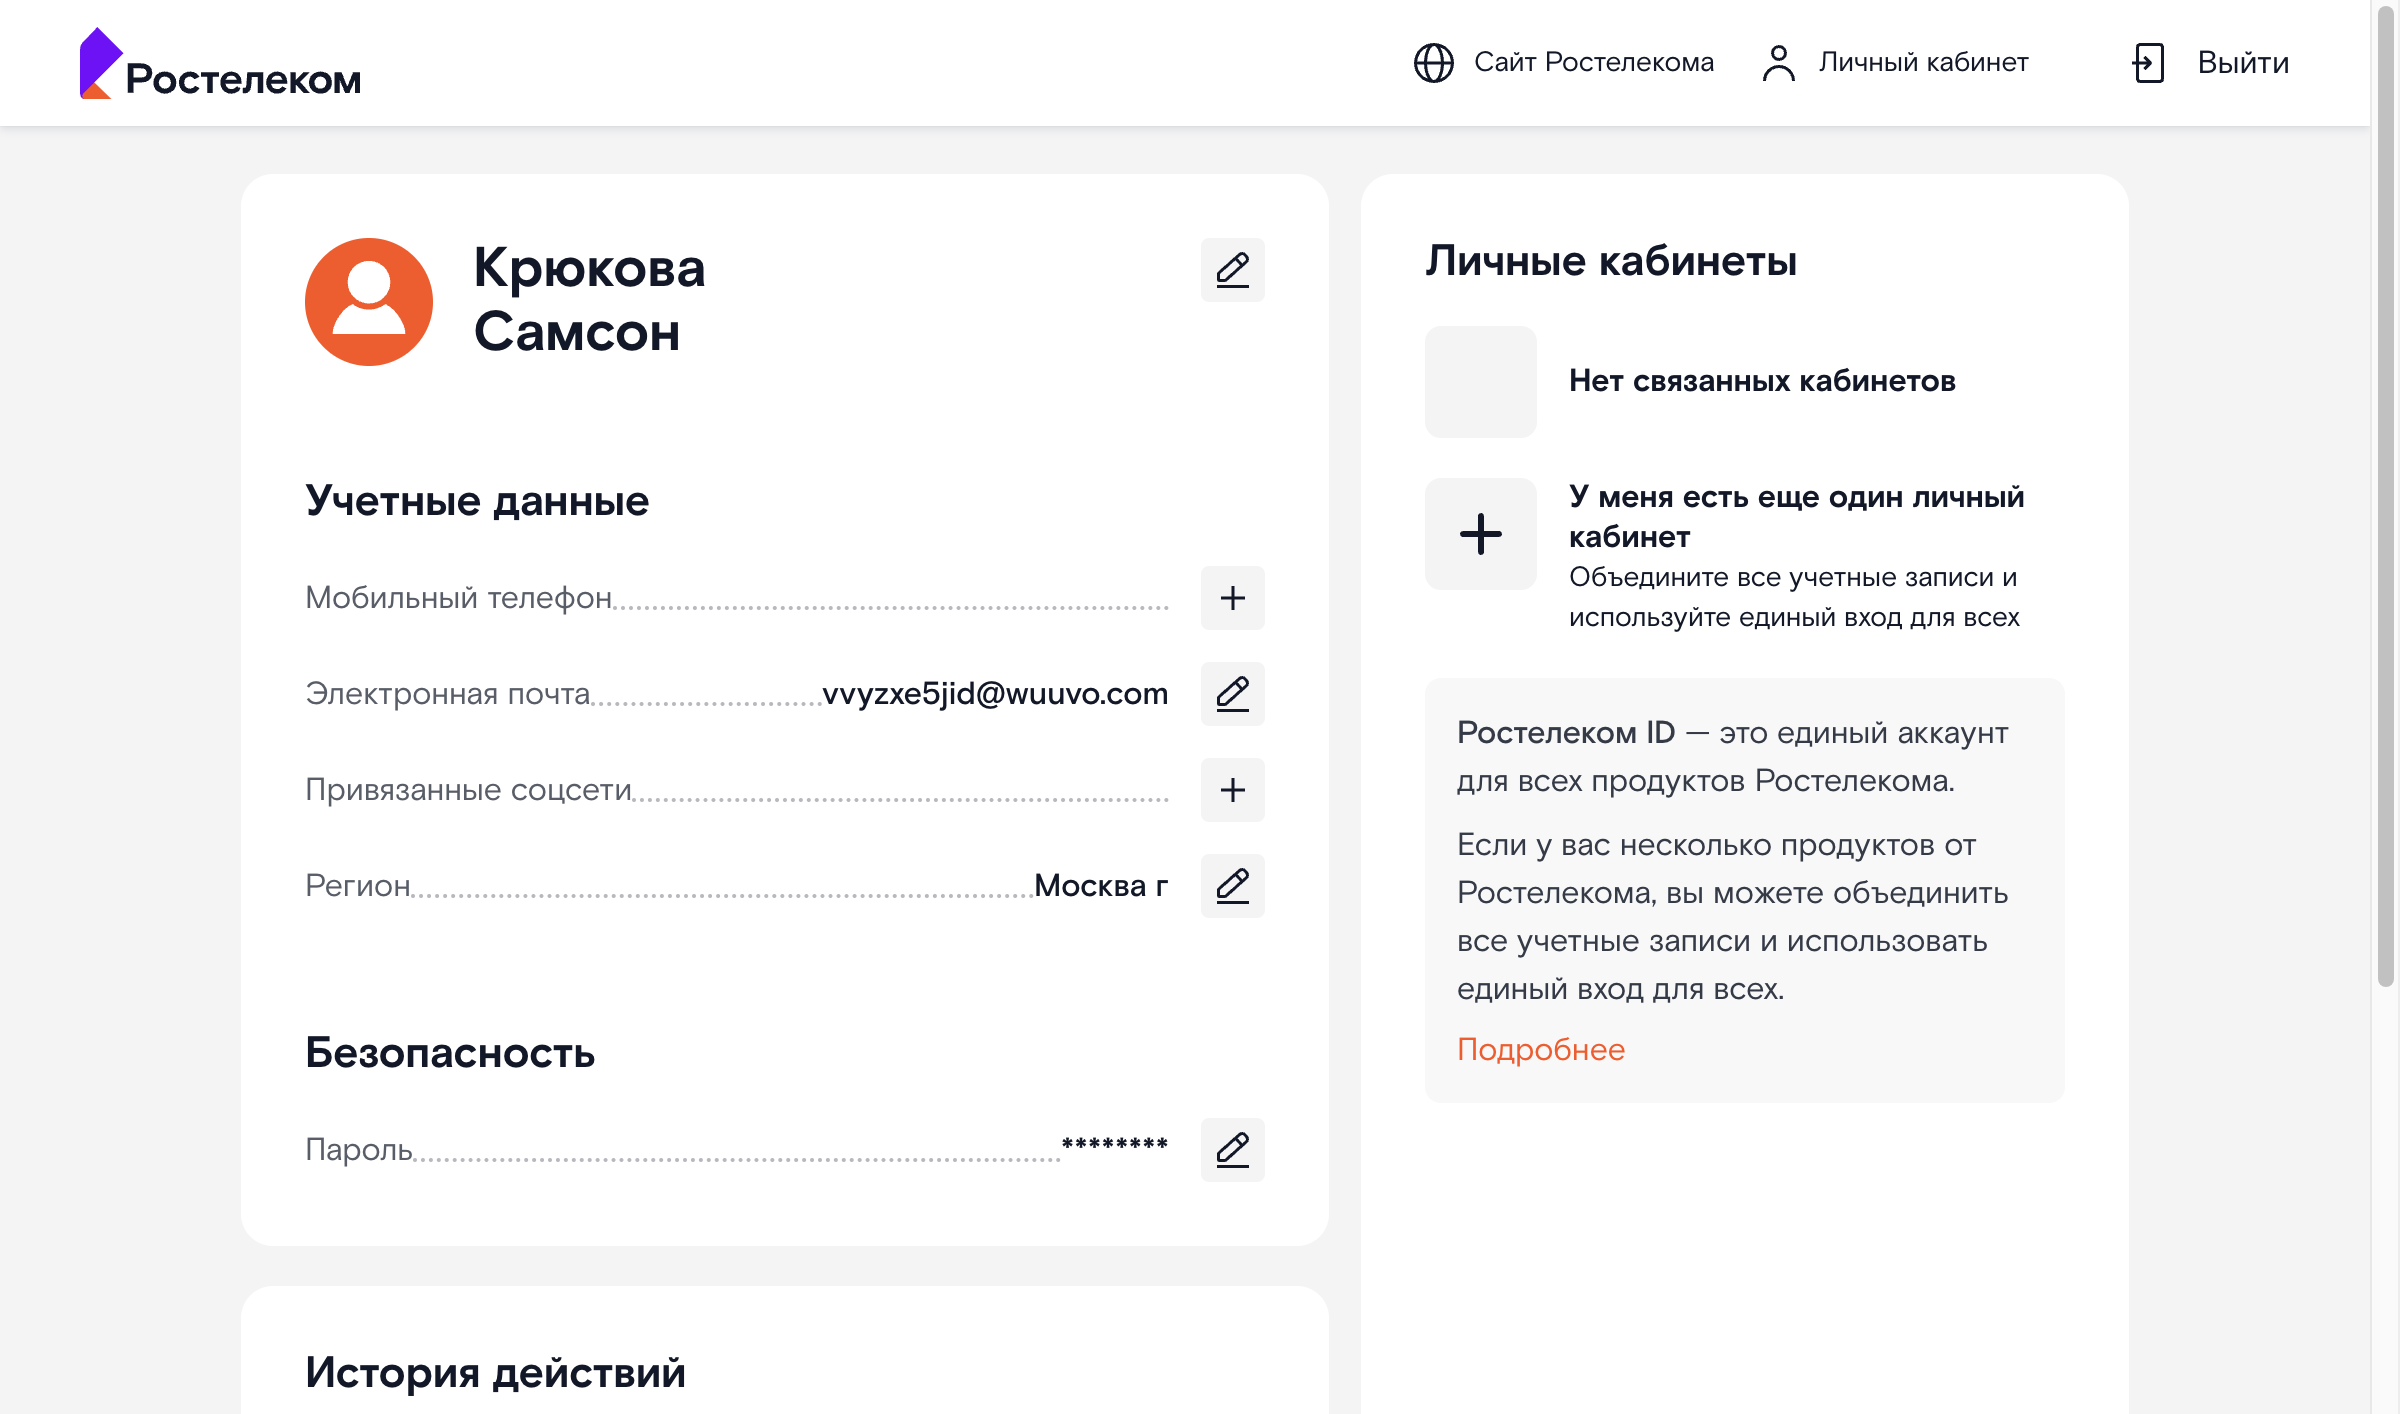 Ростелеком
Сайт Ростелекома
Личный кабинет
Выйти
Крюкова
Самсон
Учетные данные
Мобильный телефон
Электронная почта vvyzxe5jid@wuuvo.com
Привязанные соцсети
Регион Москва г
Безопасность
Пароль ********
История действий
Личные кабинеты
Нет связанных кабинетов
У меня есть еще один личный
кабинет
Объедините все учетные записи и
используйте единый вход для всех
Ростелеком ID — это единый аккаунт
для всех продуктов Ростелекома.
Если у вас несколько продуктов от
Ростелекома, вы можете объединить
все учетные записи и использовать
единый вход для всех.
Подробнее